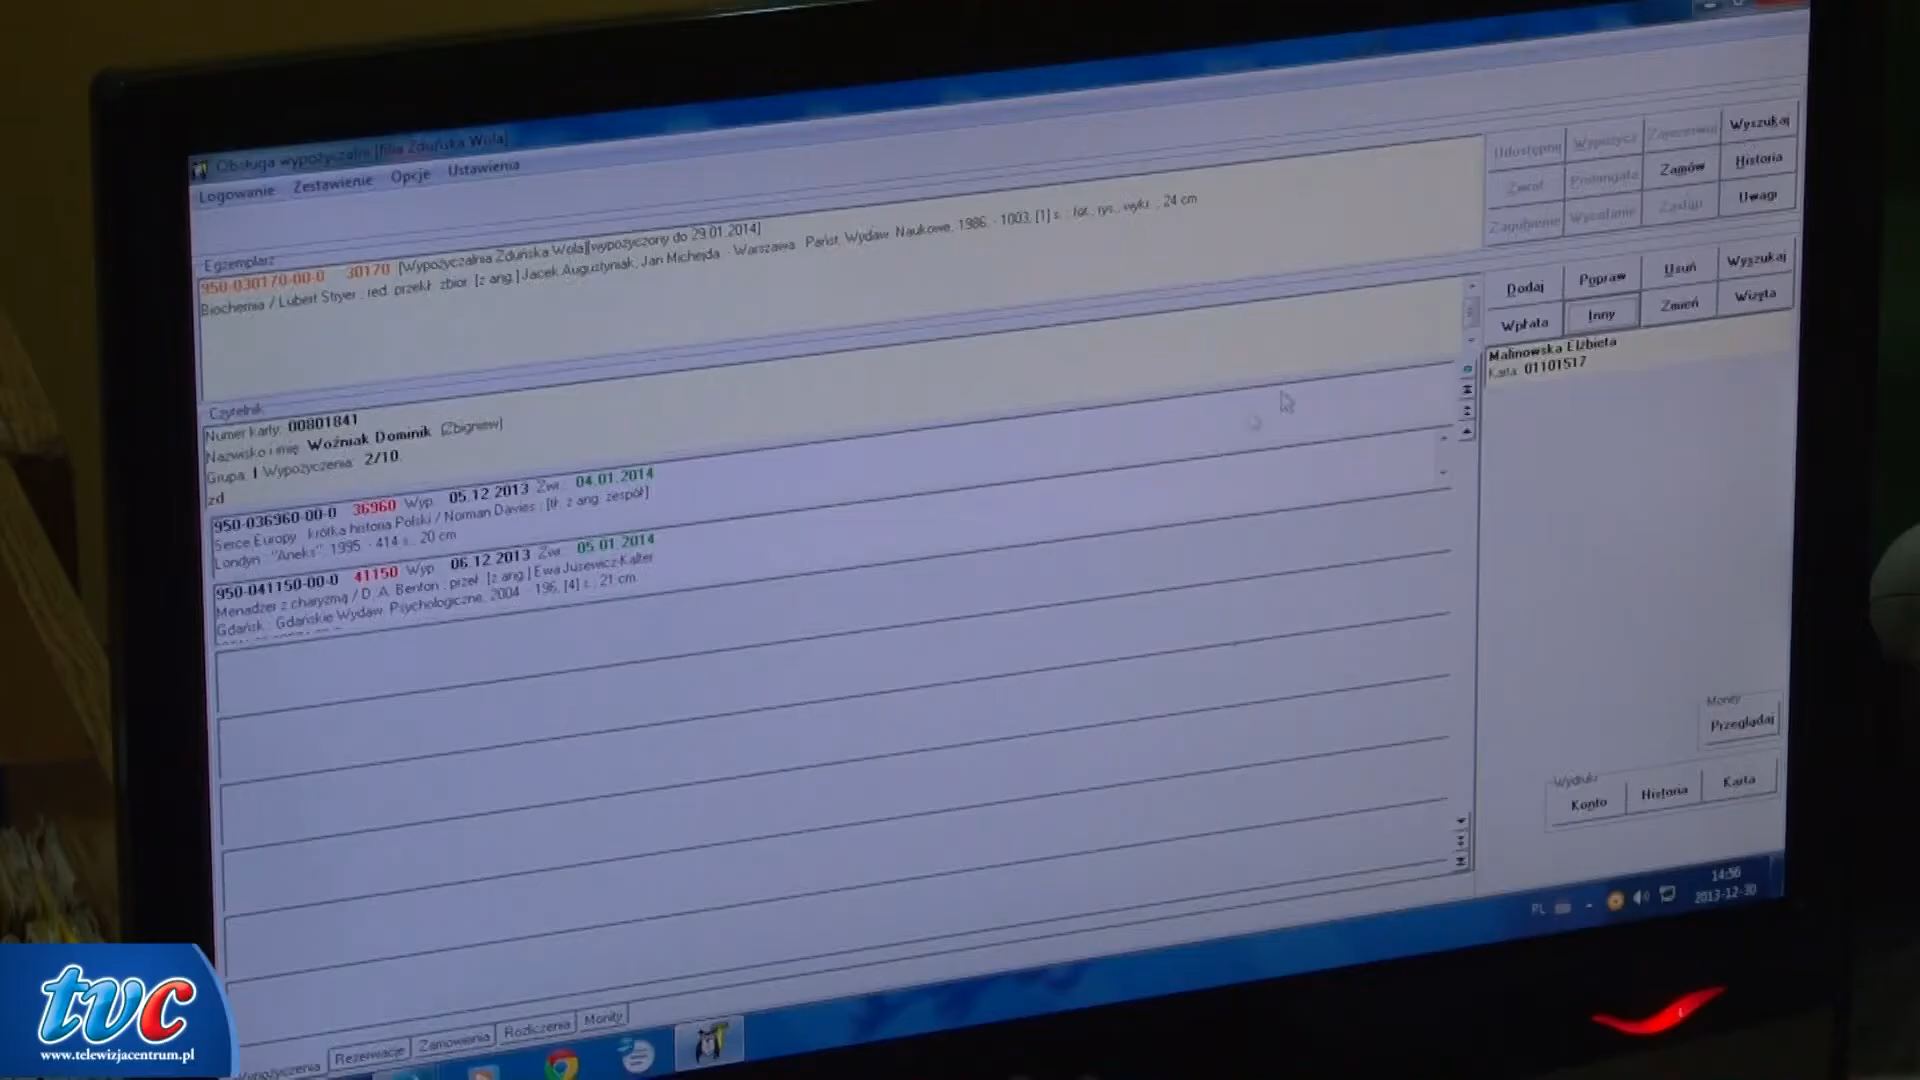 Obsługa wypożyczalni [filia Zduńska Wola]
Logowanie Zestawienie Opcje Ustawienia
Egzemplarz
950-030170-00-0 30170 [Wypożyczalnia Zduńska Wola][wypożyczony do 29.01.2014]
Biochemia / Lubert Stryer ; red. przekł. zbior. [z ang.] Jacek Augustyniak, Jan Michejda. - Warszawa : Państ. Wydaw. Naukowe, 1986. - 1003, [1] s. : fot., rys., wykr. ; 24 cm
Czytelnik
Numer karty: 00801841
Nazwisko i imię: Woźniak Dominik (Zbigniew)
Grupa: I Wypożyczenia: 2/10.
zd
950-036960-00-0 36960 Wyp. 05.12.2013 Zwr. 04.01.2014
Serce Europy : krótka historia Polski / Norman Davies ; [tł. z ang. zespół]
Londyn : "Aneks", 1995. - 414 s. ; 20 cm
950-041150-00-0 41150 Wyp. 06.12.2013 Zwr. 05.01.2014
Menadżer z charyzmą / D. A. Benton ; przeł. [z ang.] Ewa Jusewicz-Kalter
Gdańsk : Gdańskie Wydaw. Psychologiczne, 2004. - 196, [4] s. ; 21 cm.
Udostępnij Wypożycz Zarezerwuj Wyszukaj
Zwrot Prolongata Zamów Historia
Zagubienie Wycofanie Zastąp Uwagi
Dodaj Popraw Usuń Wyszukaj
Wpłata Inny Zmień Wizyta
Malinowska Elżbieta
Karta: 01101517
Monity
Przeglądaj
Wydruki
Konto Historia Karta
Wypożyczenia Rezerwacje Zamówienia Rozliczenia Monity
PL
14:56
2013-12-30
tvc
www.telewizjacentrum.pl